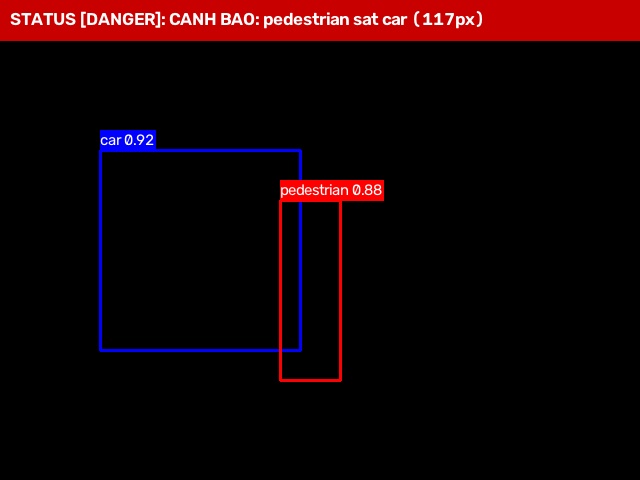 STATUS [DANGER]: CANH BAO: pedestrian sat car (117px)
car 0.92
pedestrian 0.88